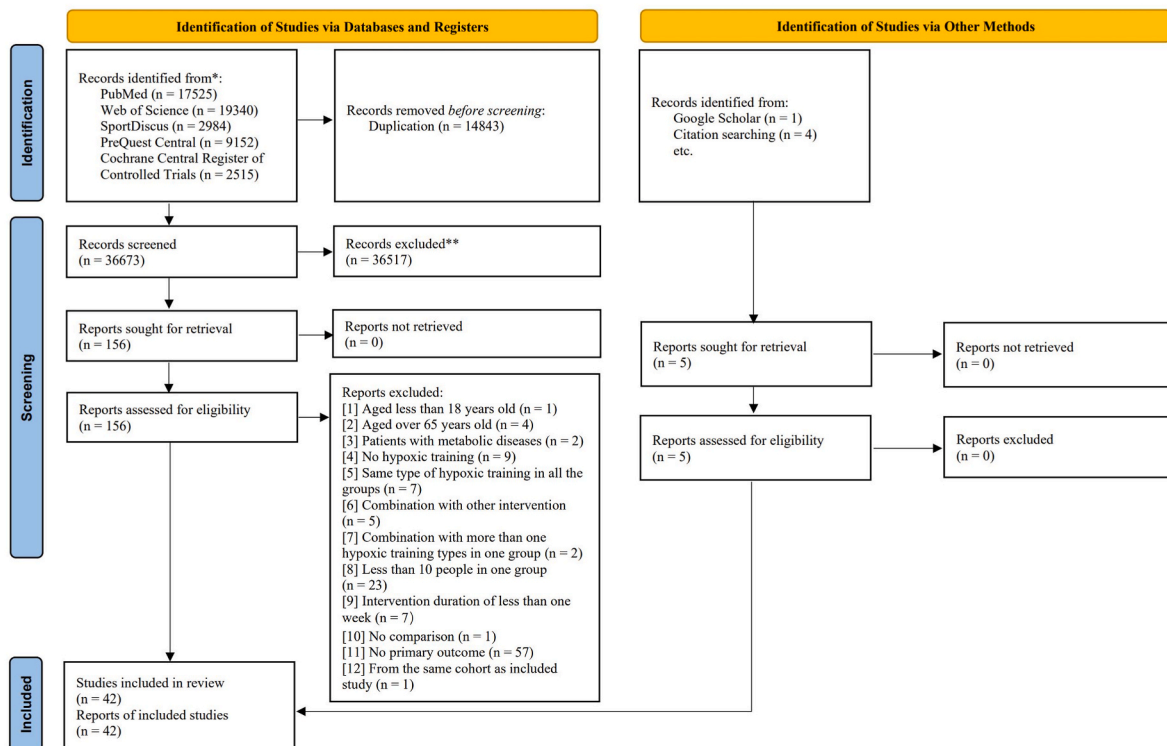 Identification of Studies via Databases and Registers
Identification of Studies via Other Methods
Identification
Records identified from*:
PubMed (n = 17525)
Web of Science (n = 19340)
SportDiscus (n = 2984)
PreQuest Central (n = 9152)
Cochrane Central Register of
Controlled Trials (n = 2515)
Records removed before screening:
Duplication (n = 14843)
Records identified from:
Google Scholar (n = 1)
Citation searching (n = 4)
etc.
Screening
Records screened
(n = 36673)
Records excluded**
(n = 36517)
Reports sought for retrieval
(n = 156)
Reports not retrieved
(n = 0)
Reports sought for retrieval
(n = 5)
Reports not retrieved
(n = 0)
Reports assessed for eligibility
(n = 156)
Reports excluded:
[1] Aged less than 18 years old (n = 1)
[2] Aged over 65 years old (n = 4)
[3] Patients with metabolic diseases (n = 2)
[4] No hypoxic training (n = 9)
[5] Same type of hypoxic training in all the
groups (n = 7)
[6] Combination with other intervention
(n = 5)
[7] Combination with more than one
hypoxic training types in one group (n = 2)
[8] Less than 10 people in one group
(n = 23)
[9] Intervention duration of less than one
week (n = 7)
[10] No comparison (n = 1)
[11] No primary outcome (n = 57)
[12] From the same cohort as included
study (n = 1)
Reports assessed for eligibility
(n = 5)
Reports excluded
(n = 0)
Included
Studies included in review
(n = 42)
Reports of included studies
(n = 42)